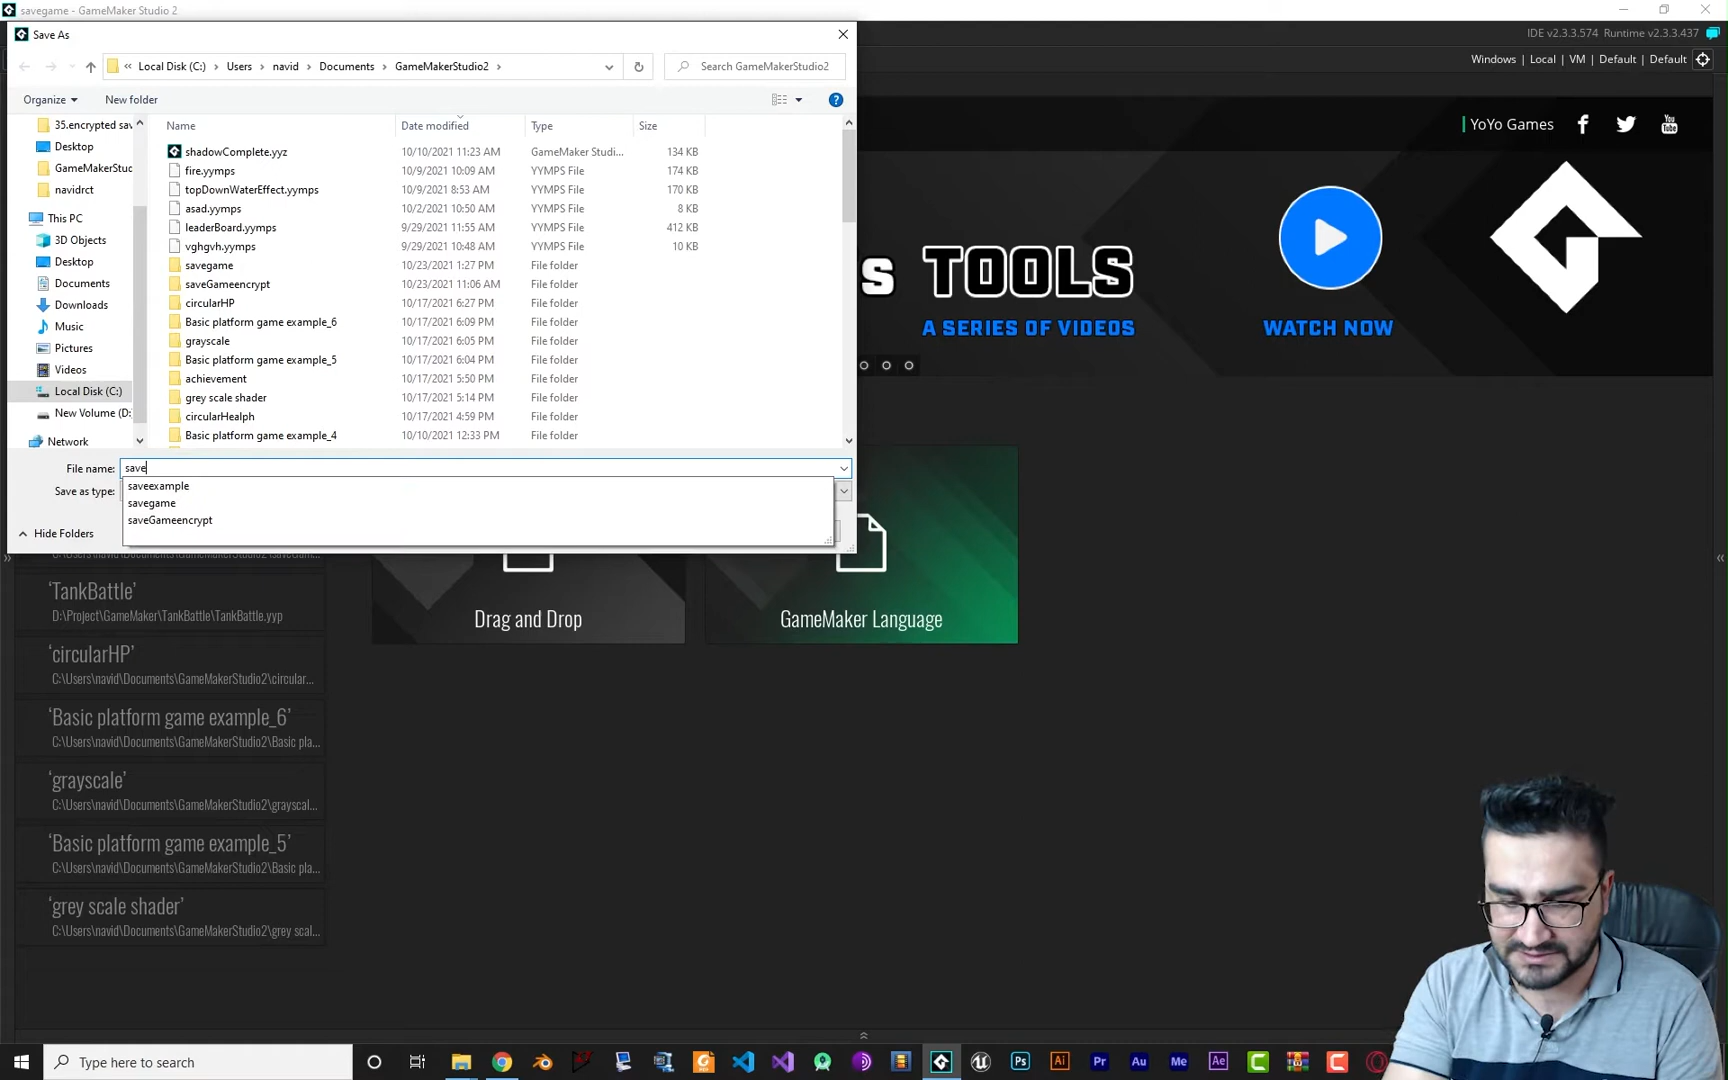 savegame - GameMaker Studio 2
Save As
IDE v2.3.3.574 Runtime v2.3.3.437
Windows | Local | VM | Default | Default
« Local Disk (C:) > Users > navid > Documents > GameMakerStudio2 >
Search GameMakerStudio2
Organize
New folder
Name
Date modified
Type
Size
35.encrypted sav
Desktop
GameMakerStuc
navidrct
This PC
3D Objects
Desktop
Documents
Downloads
Music
Pictures
Videos
Local Disk (C:)
New Volume (D:
Network
shadowComplete.yyz 10/10/2021 11:23 AM GameMaker Studi... 134 KB
fire.yymps 10/9/2021 10:09 AM YYMPS File 174 KB
topDownWaterEffect.yymps 10/9/2021 8:53 AM YYMPS File 170 KB
asad.yymps 10/2/2021 10:50 AM YYMPS File 8 KB
leaderBoard.yymps 9/29/2021 11:55 AM YYMPS File 412 KB
vghgvh.yymps 9/29/2021 10:48 AM YYMPS File 10 KB
savegame 10/23/2021 1:27 PM File folder
saveGameencrypt 10/23/2021 11:06 AM File folder
circularHP 10/17/2021 6:27 PM File folder
Basic platform game example_6 10/17/2021 6:09 PM File folder
grayscale 10/17/2021 6:05 PM File folder
Basic platform game example_5 10/17/2021 6:04 PM File folder
achievement 10/17/2021 5:50 PM File folder
grey scale shader 10/17/2021 5:14 PM File folder
circularHealph 10/17/2021 4:59 PM File folder
Basic platform game example_4 10/10/2021 12:33 PM File folder
File name: save
Save as type:
saveexample
savegame
saveGameencrypt
Hide Folders
YoYo Games
You Tube
s TOOLS
A SERIES OF VIDEOS
WATCH NOW
Drag and Drop
GameMaker Language
'TankBattle'
D:\Project\GameMaker\TankBattle\TankBattle.yyp
'circularHP'
C:\Users\navid\Documents\GameMakerStudio2\circular...
'Basic platform game example_6'
C:\Users\navid\Documents\GameMakerStudio2\Basic pla...
'grayscale'
C:\Users\navid\Documents\GameMakerStudio2\grayscal...
'Basic platform game example_5'
C:\Users\navid\Documents\GameMakerStudio2\Basic pla...
'grey scale shader'
C:\Users\navid\Documents\GameMakerStudio2\grey scal...
Type here to search
Ps
Ai
Pr
Au
Me
Ae